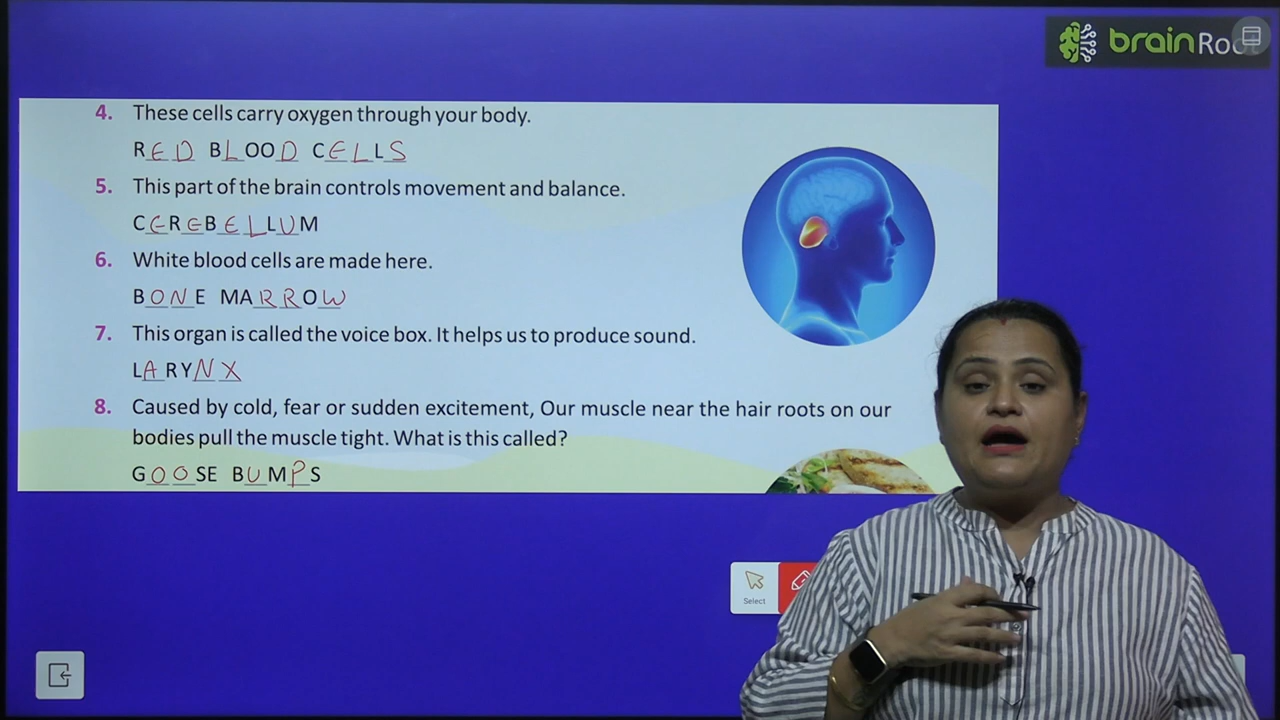 brainRoot
4. These cells carry oxygen through your body.
RED BLOOD CELLS
5. This part of the brain controls movement and balance.
CEREBELLUM
6. White blood cells are made here.
BONE MARROW
7. This organ is called the voice box. It helps us to produce sound.
LARYNX
8. Caused by cold, fear or sudden excitement, Our muscle near the hair roots on our
bodies pull the muscle tight. What is this called?
GOOSE BUMPS
Select